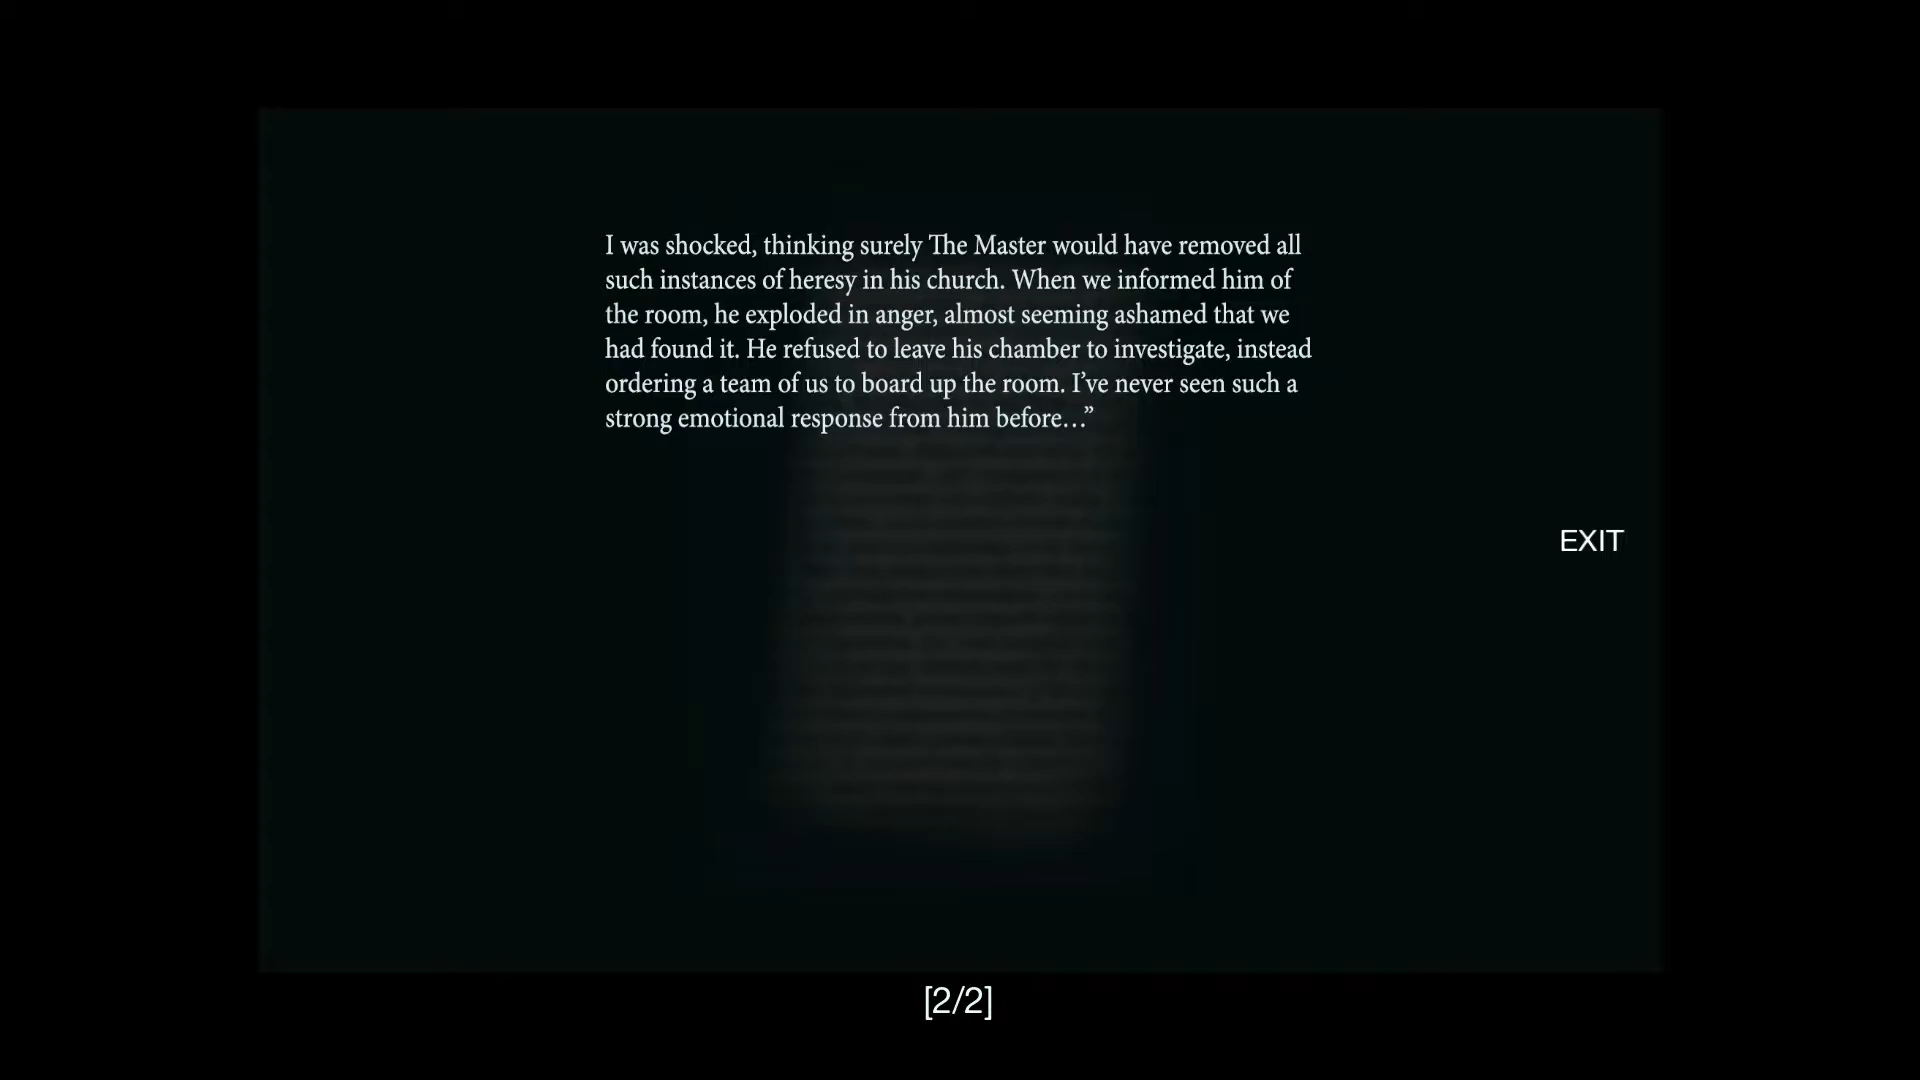 I was shocked, thinking surely The Master would have removed all
such instances of heresy in his church. When we informed him of
the room, he exploded in anger, almost seeming ashamed that we
had found it. He refused to leave his chamber to investigate, instead
ordering a team of us to board up the room. I’ve never seen such a
strong emotional response from him before…”
EXIT
[2/2]